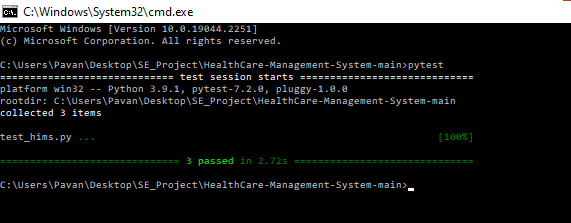 C:\Windows\System32\cmd.exe
Microsoft Windows [Version 10.0.19044.2251]
(c) Microsoft Corporation. All rights reserved.
C:\Users\Pavan\Desktop\SE_Project\HealthCare-Management-System-main>pytest
============================= test session starts =============================
platform win32 -- Python 3.9.1, pytest-7.2.0, pluggy-1.0.0
rootdir: C:\Users\Pavan\Desktop\SE_Project\HealthCare-Management-System-main
collected 3 items
test_hims.py ... [100%]
============================== 3 passed in 2.72s ==============================
C:\Users\Pavan\Desktop\SE_Project\HealthCare-Management-System-main>